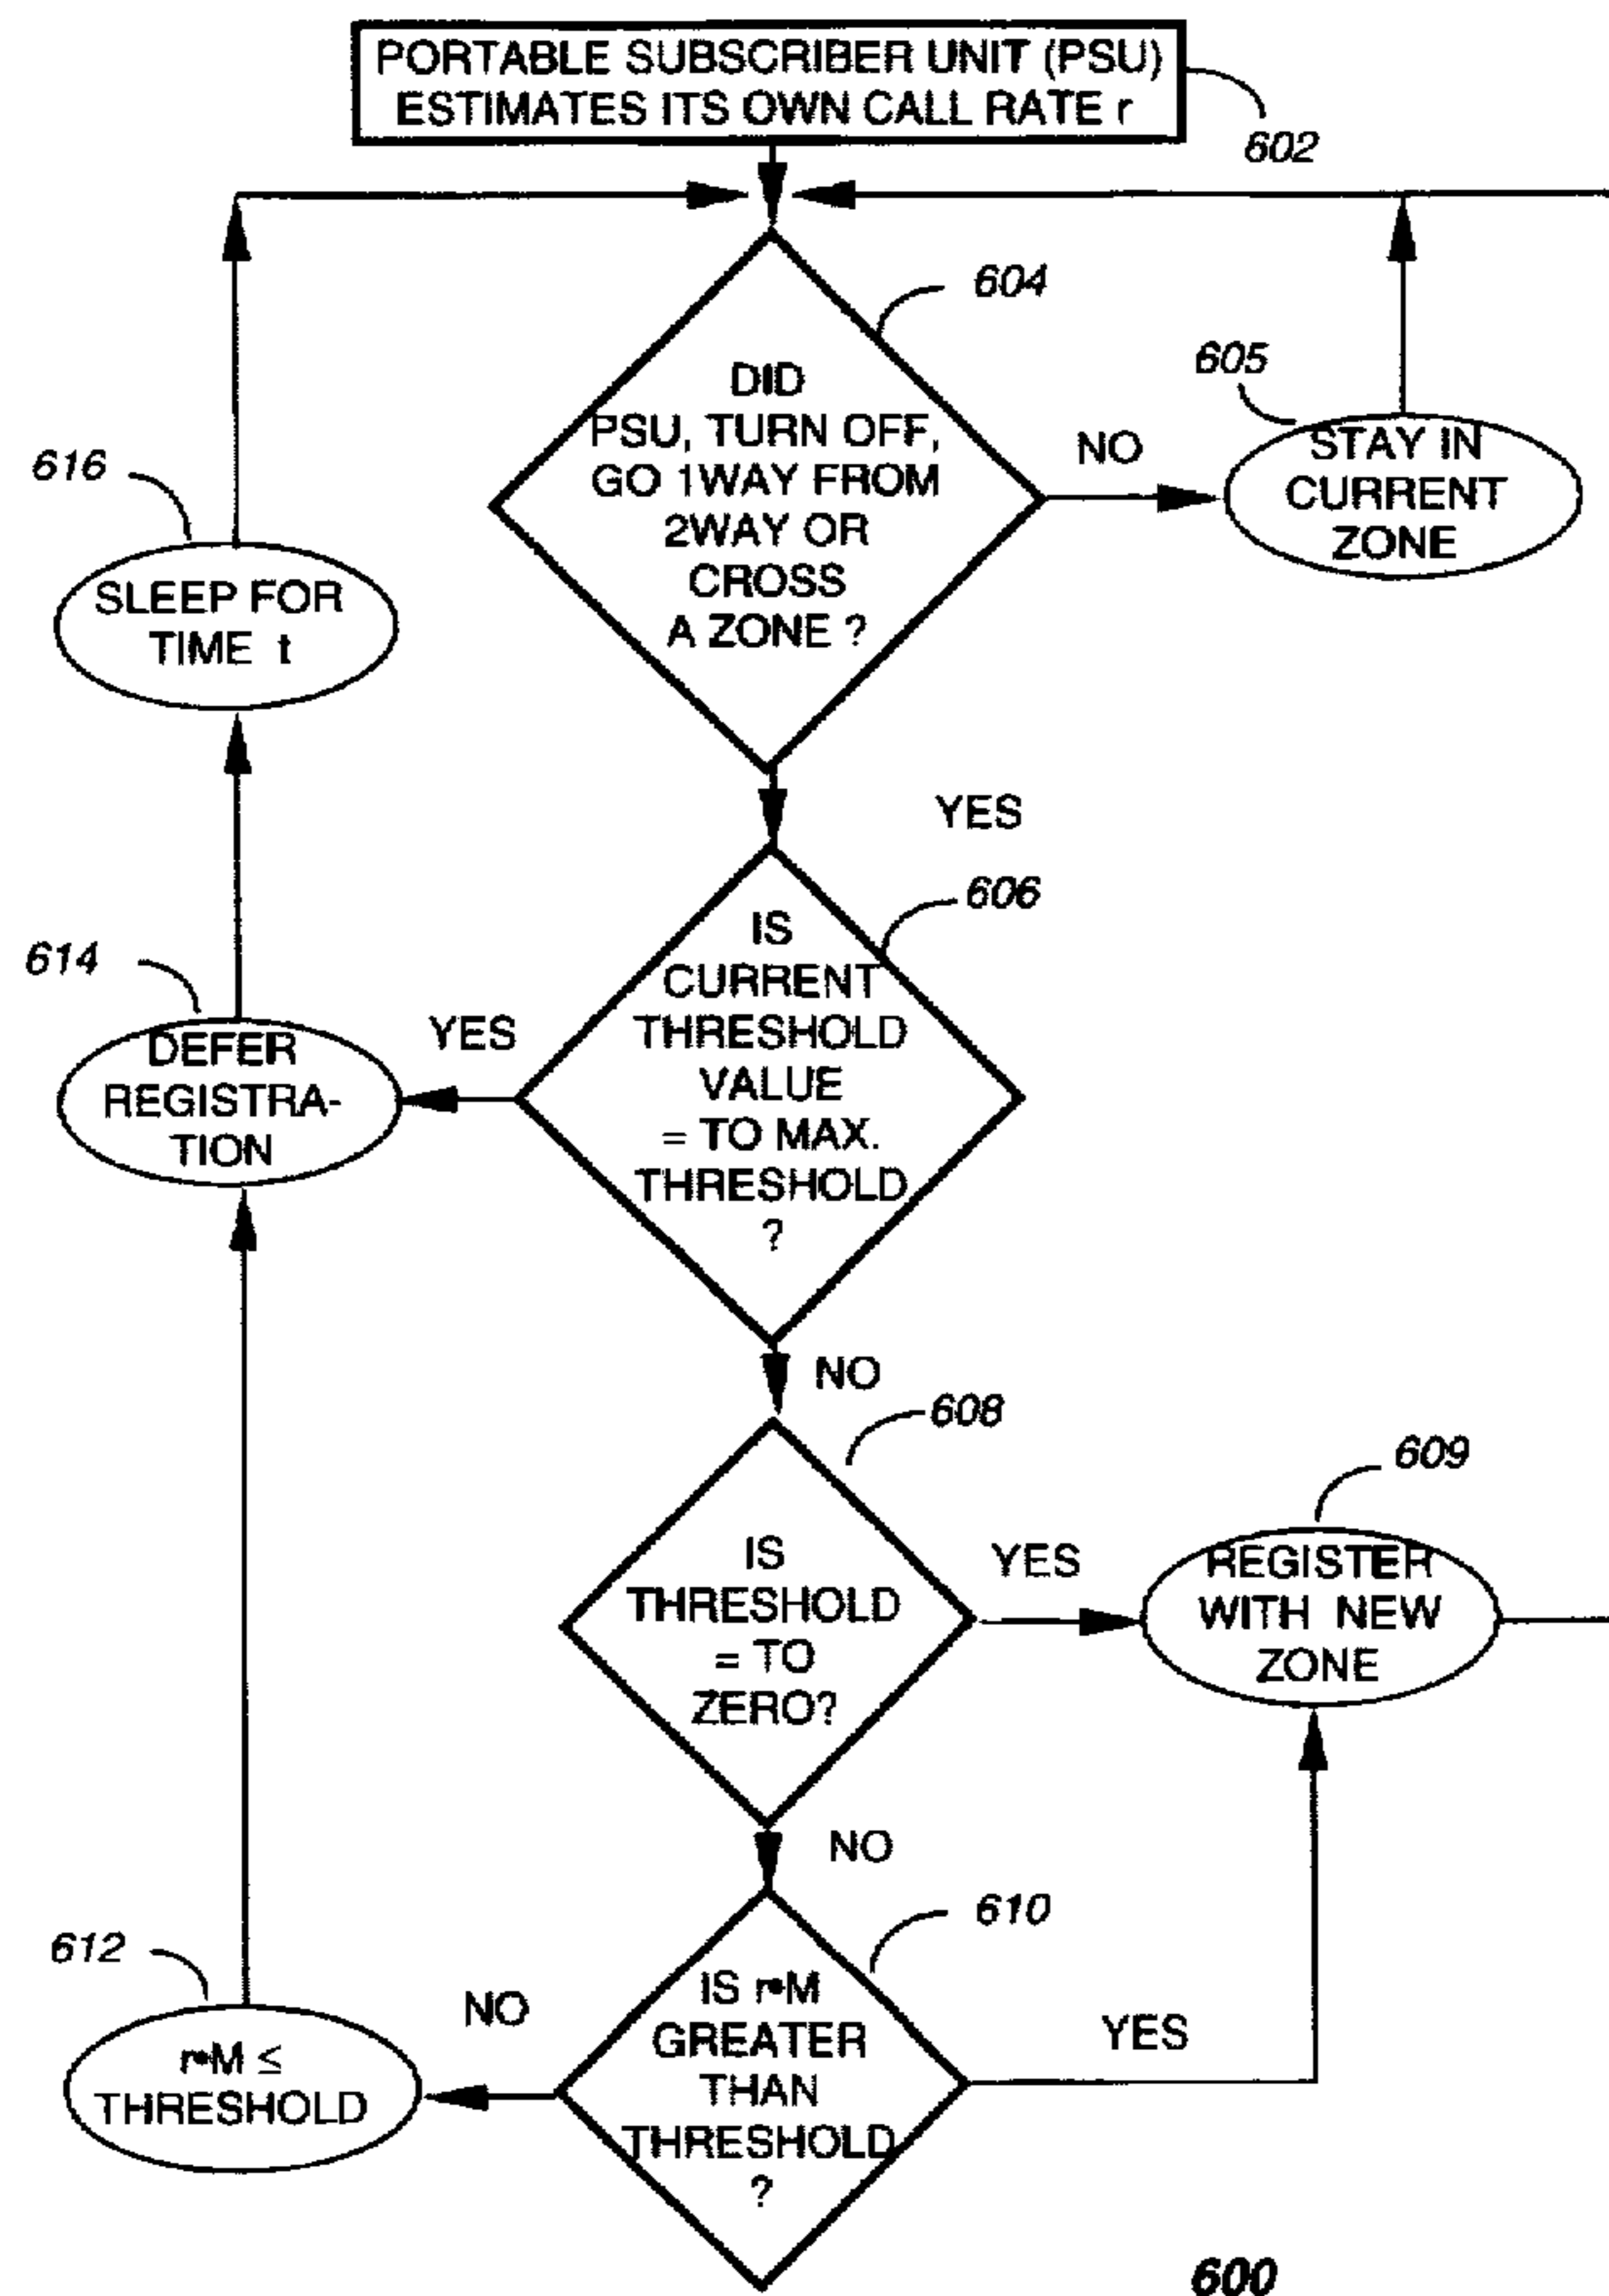 PORTABLE SUBSCRIBER UNIT (PSU)
ESTIMATES ITS OWN CALL RATE r
602
604
DID
PSU, TURN OFF,
GO 1WAY FROM
2WAY OR
CROSS
A ZONE ?
NO
605
STAY IN
CURRENT
ZONE
616
SLEEP FOR
TIME t
YES
606
IS
CURRENT
THRESHOLD
VALUE
= TO MAX.
THRESHOLD
?
YES
614
DEFER
REGISTRA-
TION
NO
608
IS
THRESHOLD
= TO
ZERO?
YES
609
REGISTER
WITH NEW
ZONE
NO
610
IS r•M
GREATER
THAN
THRESHOLD
?
YES
NO
612
r•M ≤
THRESHOLD
600